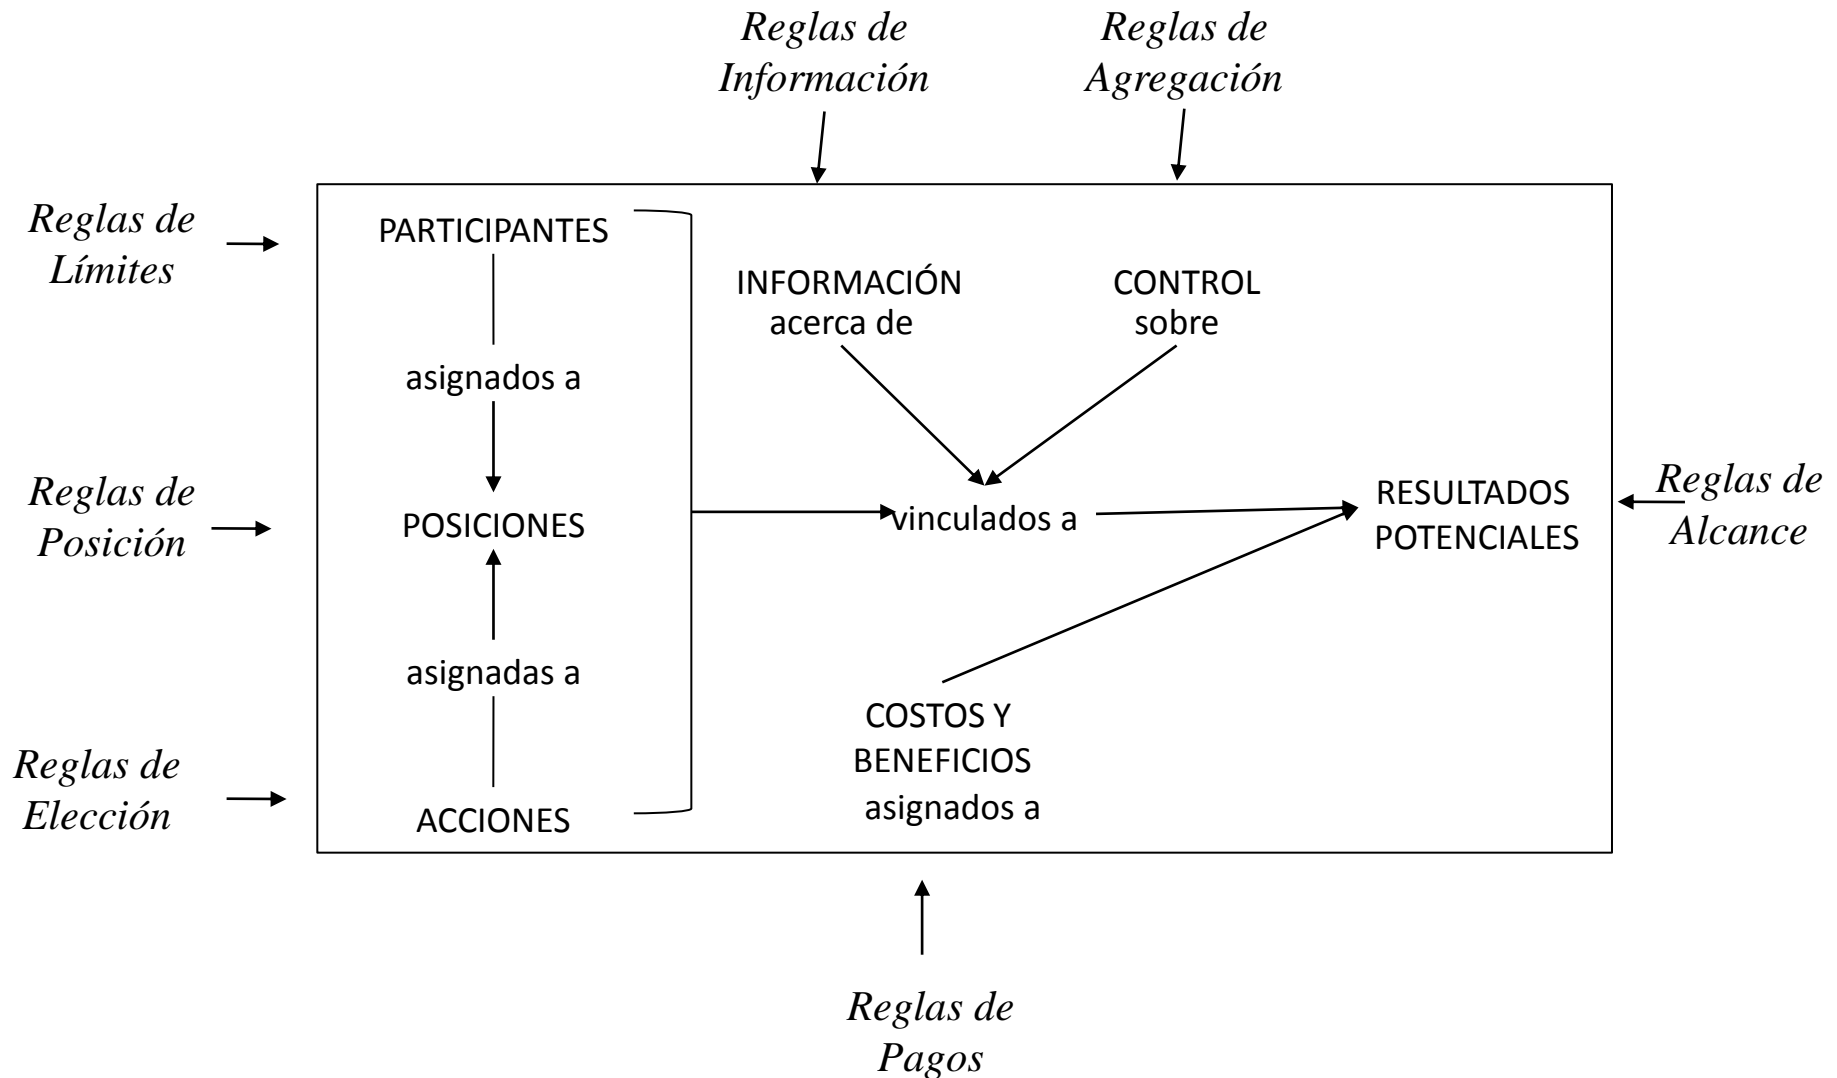 Reglas de
Información
Reglas de
Agregación
Reglas de
Límites
PARTICIPANTES
INFORMACIÓN
acerca de
CONTROL
sobre
asignados a
Reglas de
Posición
POSICIONES
vinculados a
RESULTADOS
POTENCIALES
Reglas de
Alcance
asignadas a
COSTOS Y
BENEFICIOS
asignados a
Reglas de
Elección
ACCIONES
Reglas de
Pagos